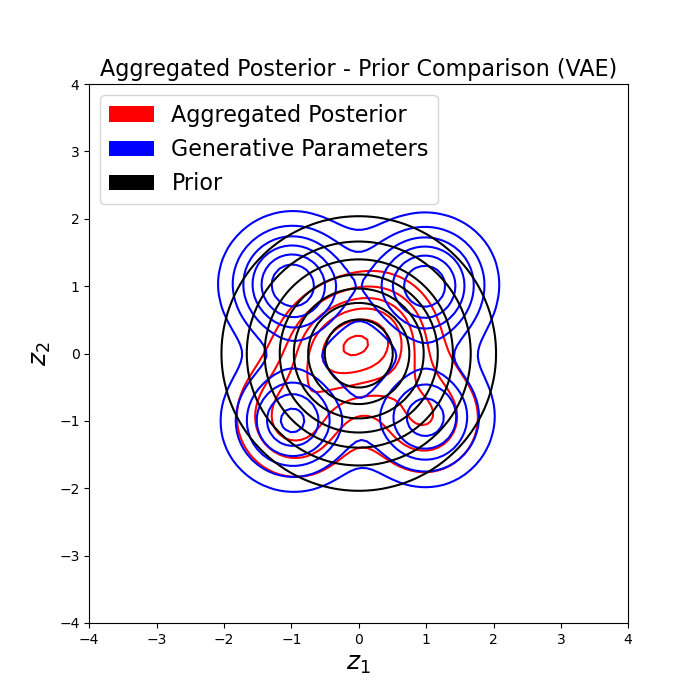 Aggregated Posterior - Prior Comparison (VAE)
Aggregated Posterior
Generative Parameters
Prior
4
3
2
1
0
−1
−2
−3
−4
z2
−4 −3 −2 −1 0 1 2 3 4
z1